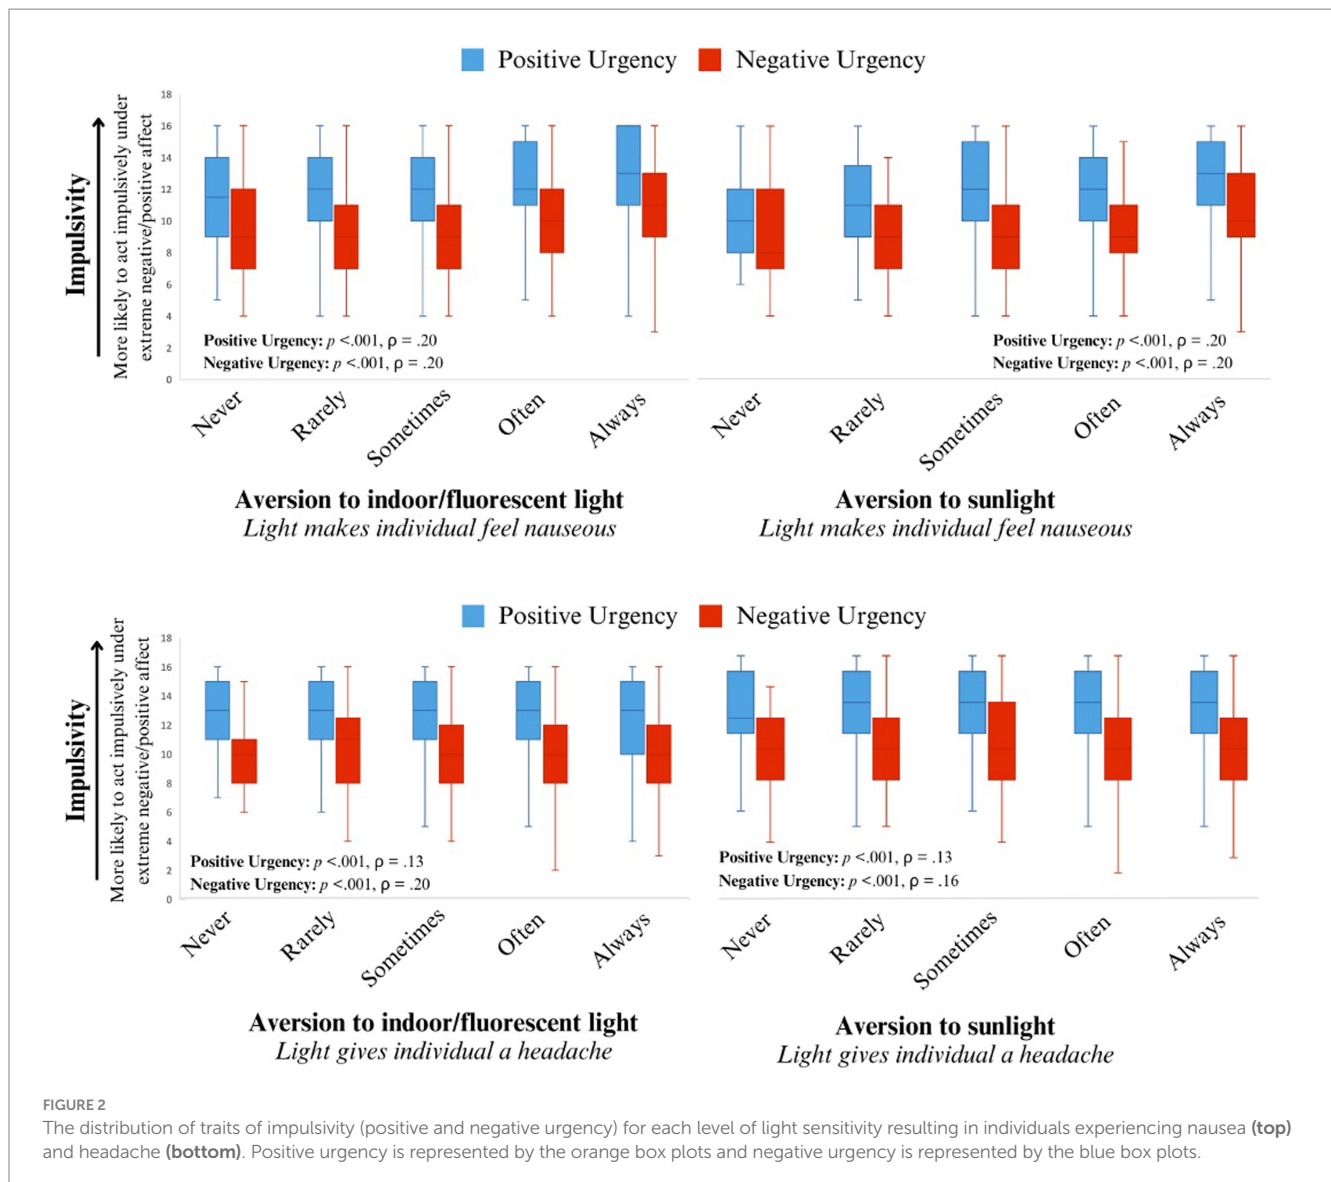 Positive Urgency Negative Urgency
Impulsivity
More likely to act impulsively under
extreme negative/positive affect
18
16
14
12
10
8
6
4
2
0
Positive Urgency: p <.001, ρ = .20
Negative Urgency: p <.001, ρ = .20
Positive Urgency: p <.001, ρ = .20
Negative Urgency: p <.001, ρ = .20
Never Rarely Sometimes Often Always
Never Rarely Sometimes Often Always
Aversion to indoor/fluorescent light
Light makes individual feel nauseous
Aversion to sunlight
Light makes individual feel nauseous
Positive Urgency Negative Urgency
Impulsivity
More likely to act impulsively under
extreme negative/positive affect
18
16
14
12
10
8
6
4
2
0
Positive Urgency: p <.001, ρ = .13
Negative Urgency: p <.001, ρ = .20
Positive Urgency: p <.001, ρ = .13
Negative Urgency: p <.001, ρ = .16
Never Rarely Sometimes Often Always
Never Rarely Sometimes Often Always
Aversion to indoor/fluorescent light
Light gives individual a headache
Aversion to sunlight
Light gives individual a headache
FIGURE 2
The distribution of traits of impulsivity (positive and negative urgency) for each level of light sensitivity resulting in individuals experiencing nausea (top)
and headache (bottom). Positive urgency is represented by the orange box plots and negative urgency is represented by the blue box plots.